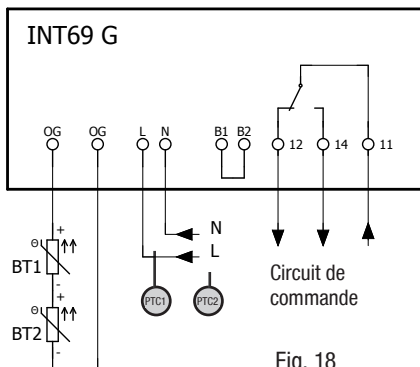 INT69 G
OG OG L N B1 B2 12 14 11
N
L
+
Θ
BT1
-
PTC1 PTC2
+
Θ
BT2
-
Circuit de
commande
Fig. 18